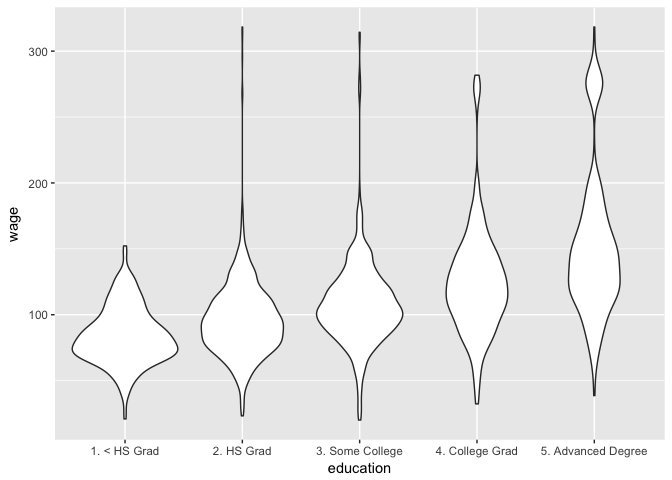 300
200
100
wage
1. < HS Grad
2. HS Grad
3. Some College
4. College Grad
5. Advanced Degree
education